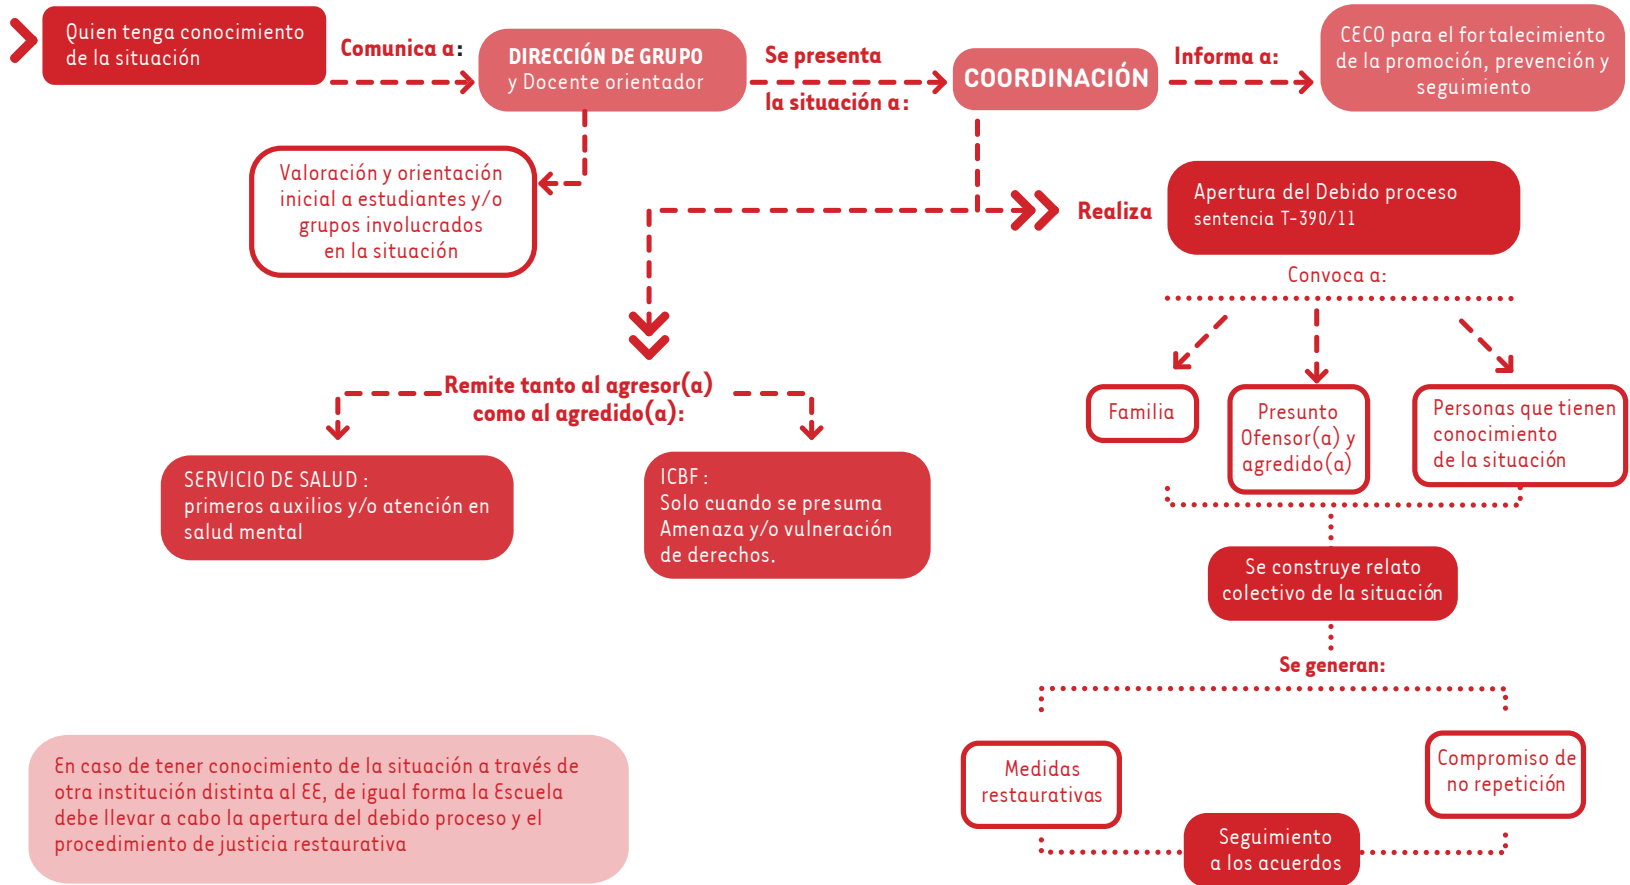 Quien tenga conocimiento
de la situación
Comunica a:
DIRECCIÓN DE GRUPO
y Docente orientador
Se presenta
la situación a:
COORDINACIÓN
Informa a:
CECO para el fortalecimiento
de la promoción, prevención y
seguimiento
Valoración y orientación
inicial a estudiantes y/o
grupos involucrados
en la situación
Realiza
Apertura del Debido proceso
sentencia T-390/11
Convoca a:
Familia
Presunto
Ofensor(a) y
agredido(a)
Personas que tienen
conocimiento
de la situación
Remite tanto al agresor(a)
como al agredido(a):
SERVICIO DE SALUD :
primeros auxilios y/o atención en
salud mental
ICBF :
Solo cuando se presuma
Amenaza y/o vulneración
de derechos.
Se construye relato
colectivo de la situación
Se generan:
Medidas
restaurativas
Compromiso de
no repetición
Seguimiento
a los acuerdos
En caso de tener conocimiento de la situación a través de
otra institución distinta al EE, de igual forma la Escuela
debe llevar a cabo la apertura del debido proceso y el
procedimiento de justicia restaurativa